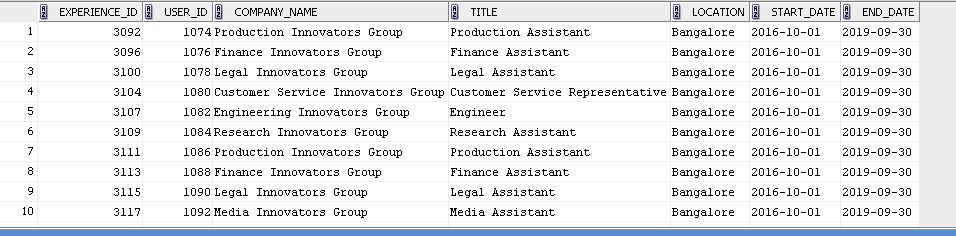 EXPERIENCE_ID USER_ID COMPANY_NAME TITLE LOCATION START_DATE END_DATE
1 3092 1074 Production Innovators Group Production Assistant Bangalore 2016-10-01 2019-09-30
2 3096 1076 Finance Innovators Group Finance Assistant Bangalore 2016-10-01 2019-09-30
3 3100 1078 Legal Innovators Group Legal Assistant Bangalore 2016-10-01 2019-09-30
4 3104 1080 Customer Service Innovators Group Customer Service Representative Bangalore 2016-10-01 2019-09-30
5 3107 1082 Engineering Innovators Group Engineer Bangalore 2016-10-01 2019-09-30
6 3109 1084 Research Innovators Group Research Assistant Bangalore 2016-10-01 2019-09-30
7 3111 1086 Production Innovators Group Production Assistant Bangalore 2016-10-01 2019-09-30
8 3113 1088 Finance Innovators Group Finance Assistant Bangalore 2016-10-01 2019-09-30
9 3115 1090 Legal Innovators Group Legal Assistant Bangalore 2016-10-01 2019-09-30
10 3117 1092 Media Innovators Group Media Assistant Bangalore 2016-10-01 2019-09-30